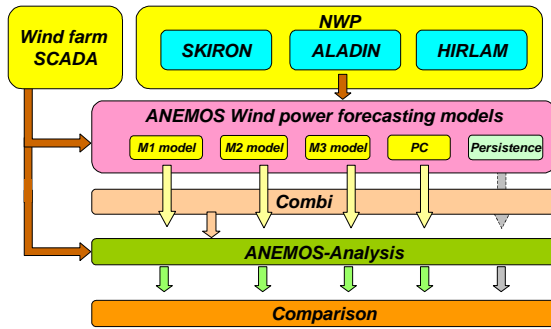 Wind farm
SCADA
NWP
SKIRON
ALADIN
HIRLAM
ANEMOS Wind power forecasting models
M1 model
M2 model
M3 model
PC
Persistence
Combi
ANEMOS-Analysis
Comparison